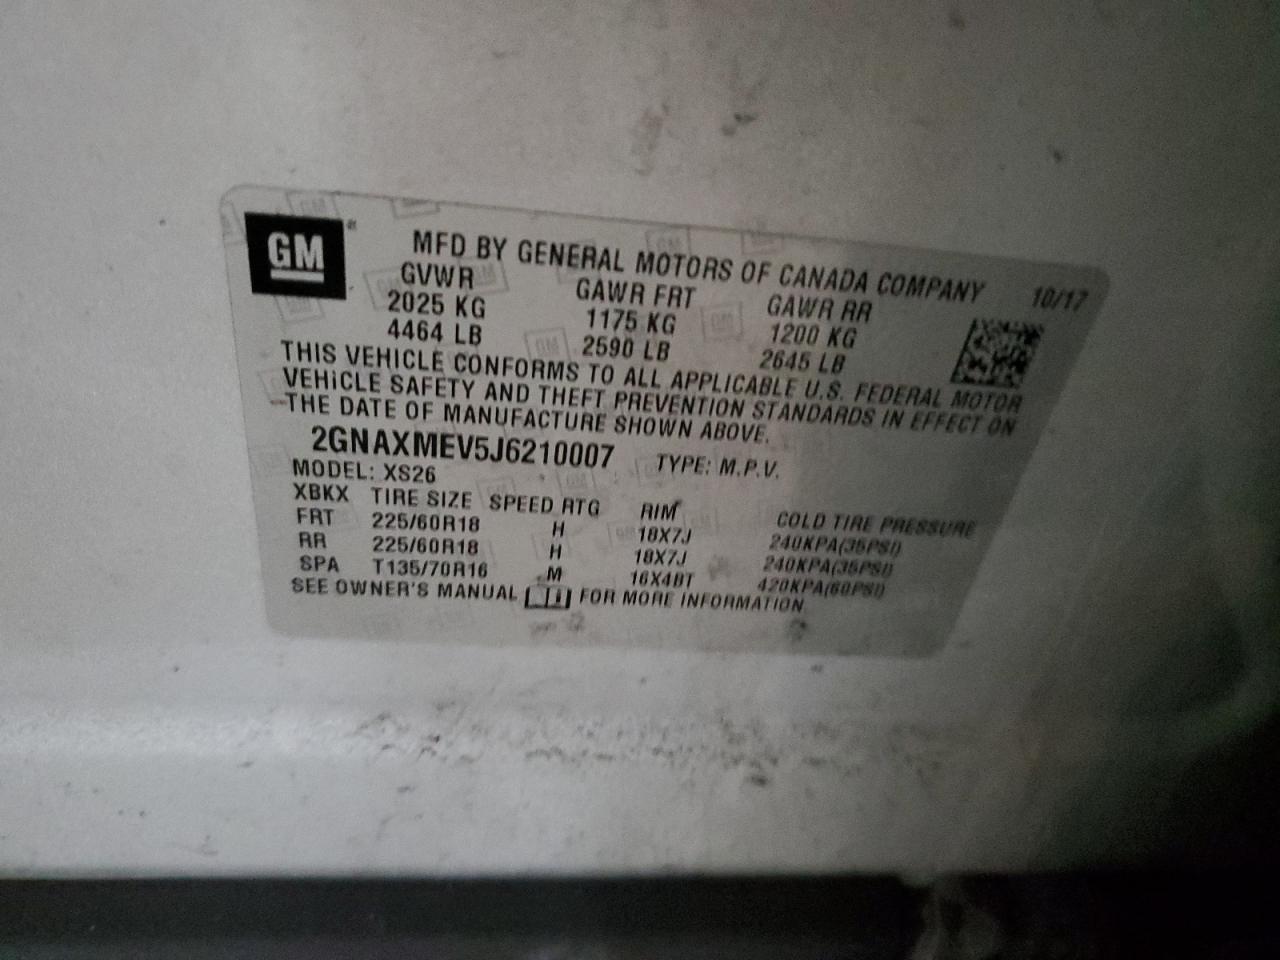 GM
MFD BY GENERAL MOTORS OF CANADA COMPANY 10/17
GVWR GAWR FRT GAWR RR
2025 KG 1175 KG 1200 KG
4464 LB 2590 LB 2645 LB
THIS VEHICLE CONFORMS TO ALL APPLICABLE U.S. FEDERAL MOTOR
VEHICLE SAFETY AND THEFT PREVENTION STANDARDS IN EFFECT ON
THE DATE OF MANUFACTURE SHOWN ABOVE.
2GNAXMEV5J6210007 TYPE: M.P.V.
MODEL: XS26
XBKX TIRE SIZE SPEED RTG RIM COLD TIRE PRESSURE
FRT 225/60R18 H 18X7J 240KPA(35PSI)
RR 225/60R18 H 18X7J 240KPA(35PSI)
SPA T135/70R16 M 16X4BT 420KPA(60PSI)
SEE OWNER'S MANUAL FOR MORE INFORMATION